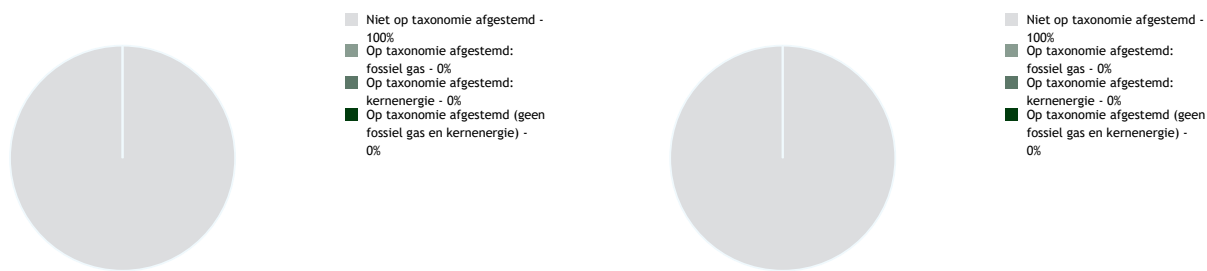 Niet op taxonomie afgestemd -
100%
Op taxonomie afgestemd:
fossiel gas - 0%
Op taxonomie afgestemd:
kernenergie - 0%
Op taxonomie afgestemd (geen
fossiel gas en kernenergie) -
0%
Niet op taxonomie afgestemd -
100%
Op taxonomie afgestemd:
fossiel gas - 0%
Op taxonomie afgestemd:
kernenergie - 0%
Op taxonomie afgestemd (geen
fossiel gas en kernenergie) -
0%